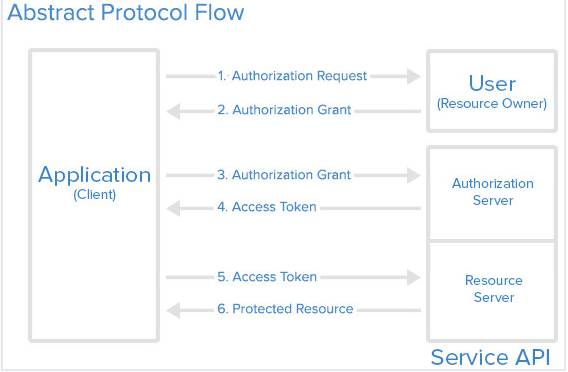 Abstract Protocol Flow
1. Authorization Request
User
(Resource Owner)
2. Authorization Grant
Application
(Client)
3. Authorization Grant
Authorization
Server
4. Access Token
5. Access Token
Resource
Server
6. Protected Resource
Service API